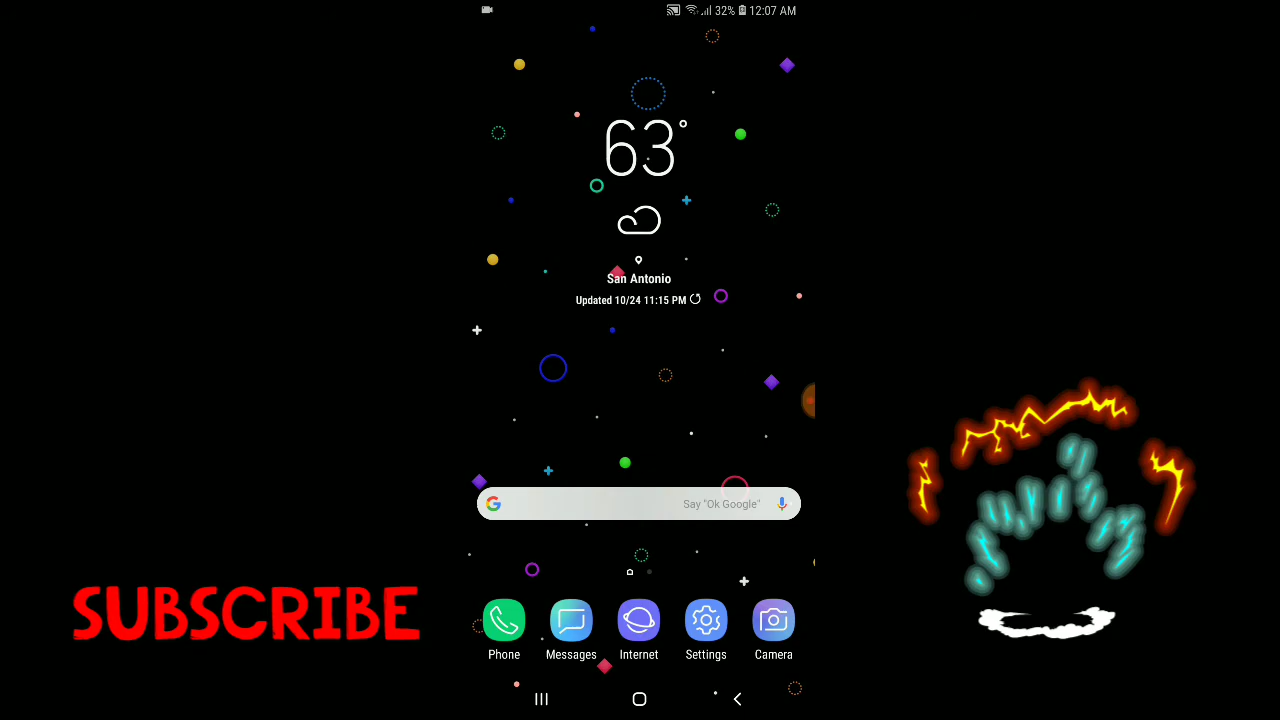 32% 12:07 AM
63°
San Antonio
Updated 10/24 11:15 PM
Say "Ok Google"
SUBSCRIBE
Phone Messages Internet Settings Camera